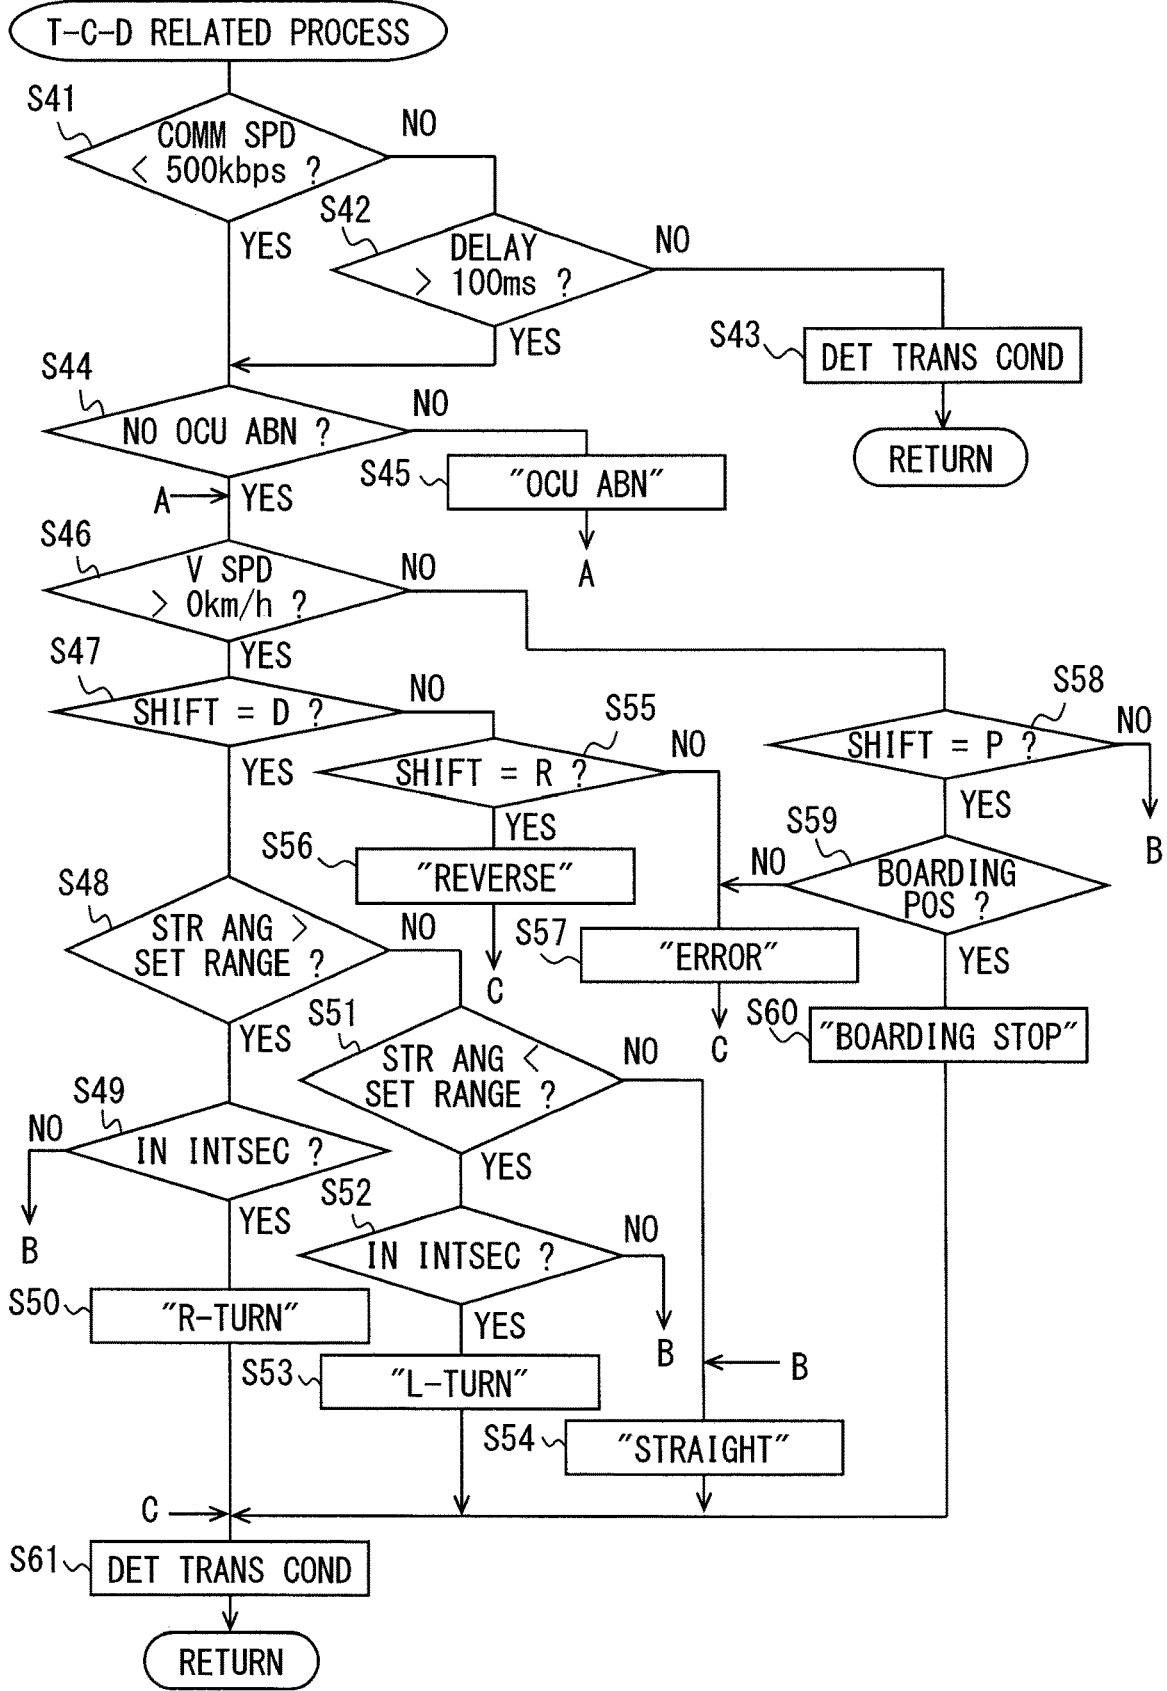 T-C-D RELATED PROCESS
S41
COMM SPD
< 500kbps ?
NO
YES
S42
DELAY
> 100ms ?
NO
YES
S43
DET TRANS COND
RETURN
S44
NO OCU ABN ?
NO
YES
S45
"OCU ABN"
A
A
S46
V SPD
> 0km/h ?
NO
YES
S47
SHIFT = D ?
NO
YES
S55
SHIFT = R ?
NO
YES
S58
SHIFT = P ?
NO
YES
B
S56
"REVERSE"
C
S59
BOARDING
POS ?
NO
YES
S57
"ERROR"
C
S60
"BOARDING STOP"
S48
STR ANG >
SET RANGE ?
NO
YES
S51
STR ANG <
SET RANGE ?
NO
YES
S49
IN INTSEC ?
NO
B
YES
S52
IN INTSEC ?
NO
B
YES
S50
"R-TURN"
S53
"L-TURN"
B
S54
"STRAIGHT"
C
S61
DET TRANS COND
RETURN